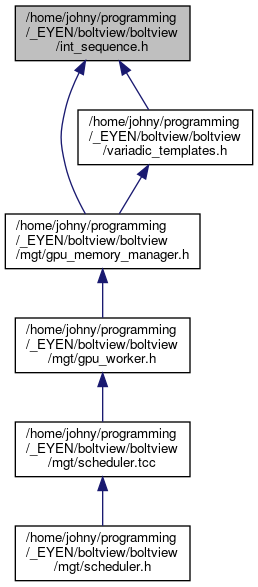 /home/johny/programming
/_EYEN/boltview/boltview
/int_sequence.h
/home/johny/programming
/_EYEN/boltview/boltview
/variadic_templates.h
/home/johny/programming
/_EYEN/boltview/boltview
/mgt/gpu_memory_manager.h
/home/johny/programming
/_EYEN/boltview/boltview
/mgt/gpu_worker.h
/home/johny/programming
/_EYEN/boltview/boltview
/mgt/scheduler.tcc
/home/johny/programming
/_EYEN/boltview/boltview
/mgt/scheduler.h